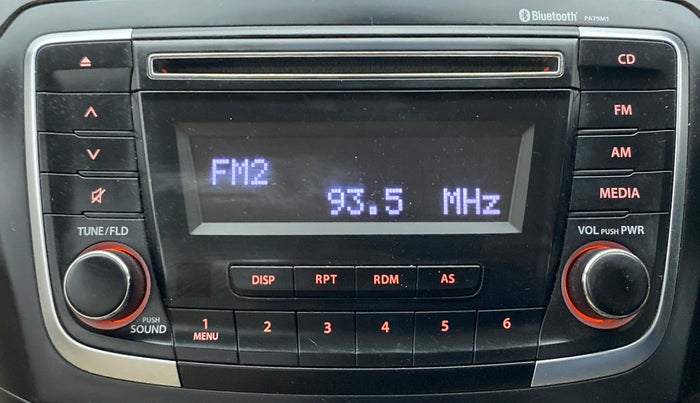 Bluetooth PA79M1
CD
FM
AM
MEDIA
FM2
93.5 MHz
TUNE/FLD
VOL PUSH PWR
PUSH
SOUND
DISP RPT RDM AS
1 2 3 4 5 6
MENU